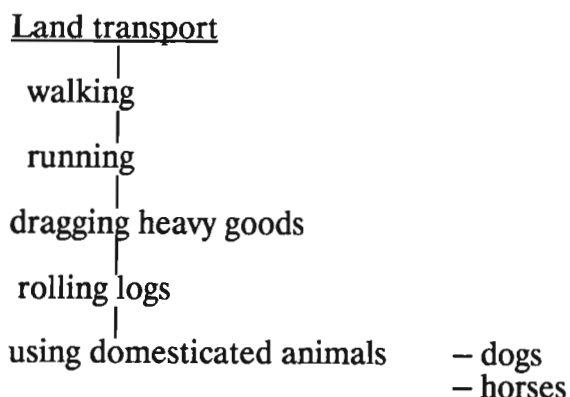 Land transport
walking
running
dragging heavy goods
rolling logs
using domesticated animals – dogs
– horses